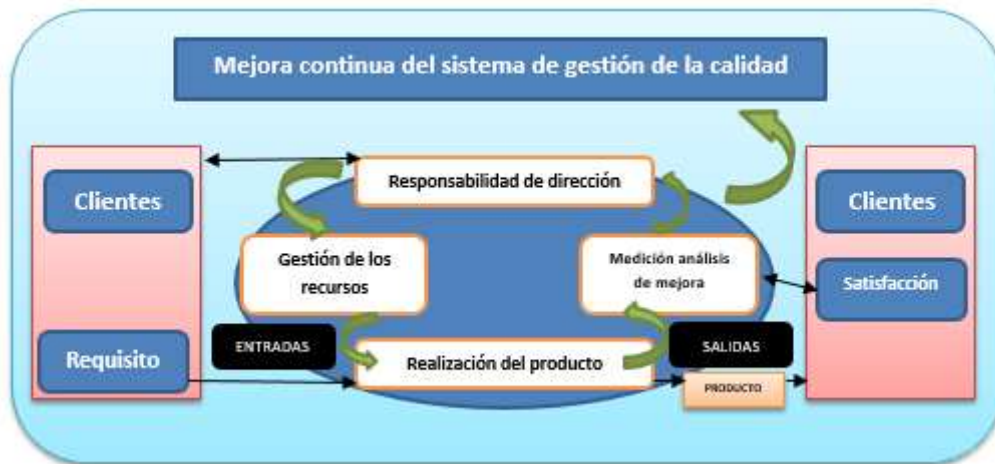 Mejora continua del sistema de gestión de la calidad
Clientes
Requisito
Responsabilidad de dirección
Gestión de los
recursos
Medición análisis
de mejora
ENTRADAS
Realización del producto
SALIDAS
PRODUCTO
Clientes
Satisfacción